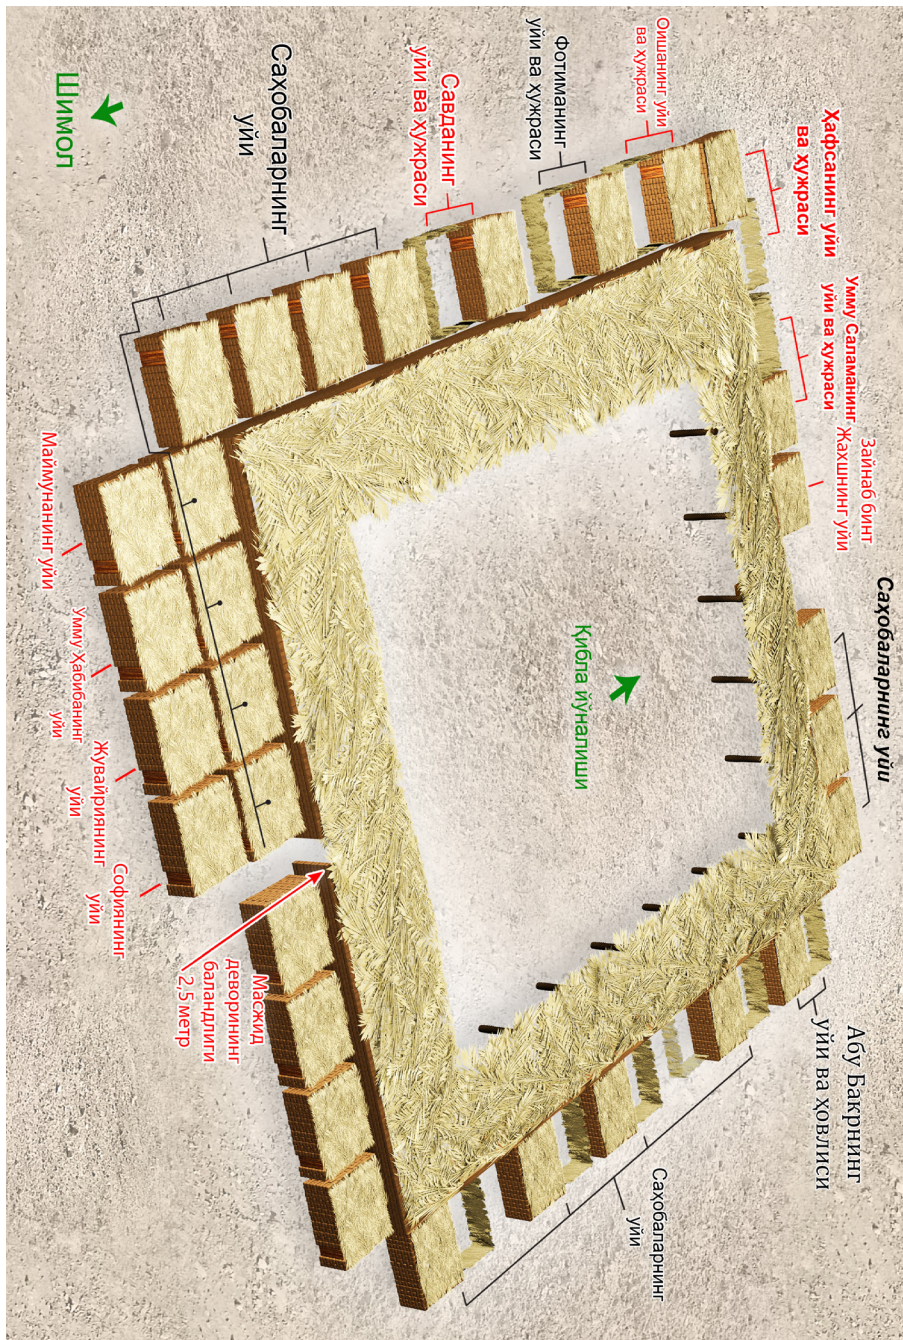 Шимол
Саҳобаларнинг
уйи
Савданинг
уйи ва ҳужраси
Фотиманинг
уйи ва ҳужраси
Оишанинг уйи
ва ҳужраси
Ҳафсанинг уйи
ва ҳужраси
Умму Саламанинг
уйи ва ҳужраси
Зайнаб бинт
Жахшнинг уйи
Саҳобаларнинг уйи
Абу Бакрнинг
уйи ва ҳовлиси
Қибла йўналиши
Маймунанинг уйи
Умму Ҳабибанинг
уйи
Жувайриянинг
уйи
Софиянинг
уйи
Масжид
деворининг
баландлиги
2,5 метр
Саҳобаларнинг
уйи